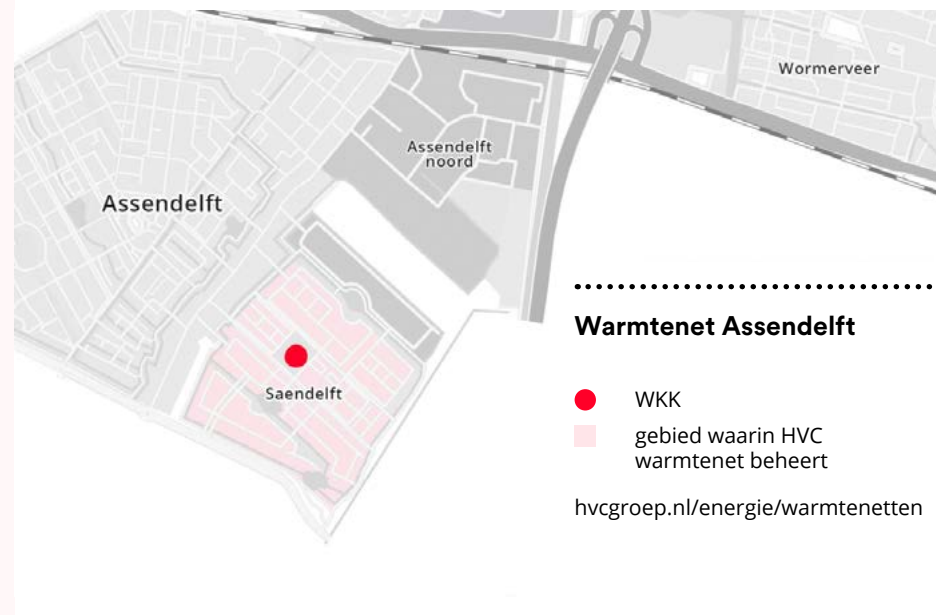 Wormerveer
Assendelft
noord
Assendelft
Warmtenet Assendelft
Saendelft
WKK
gebied waarin HVC
warmtenet beheert
hvcgroep.nl/energie/warmtenetten